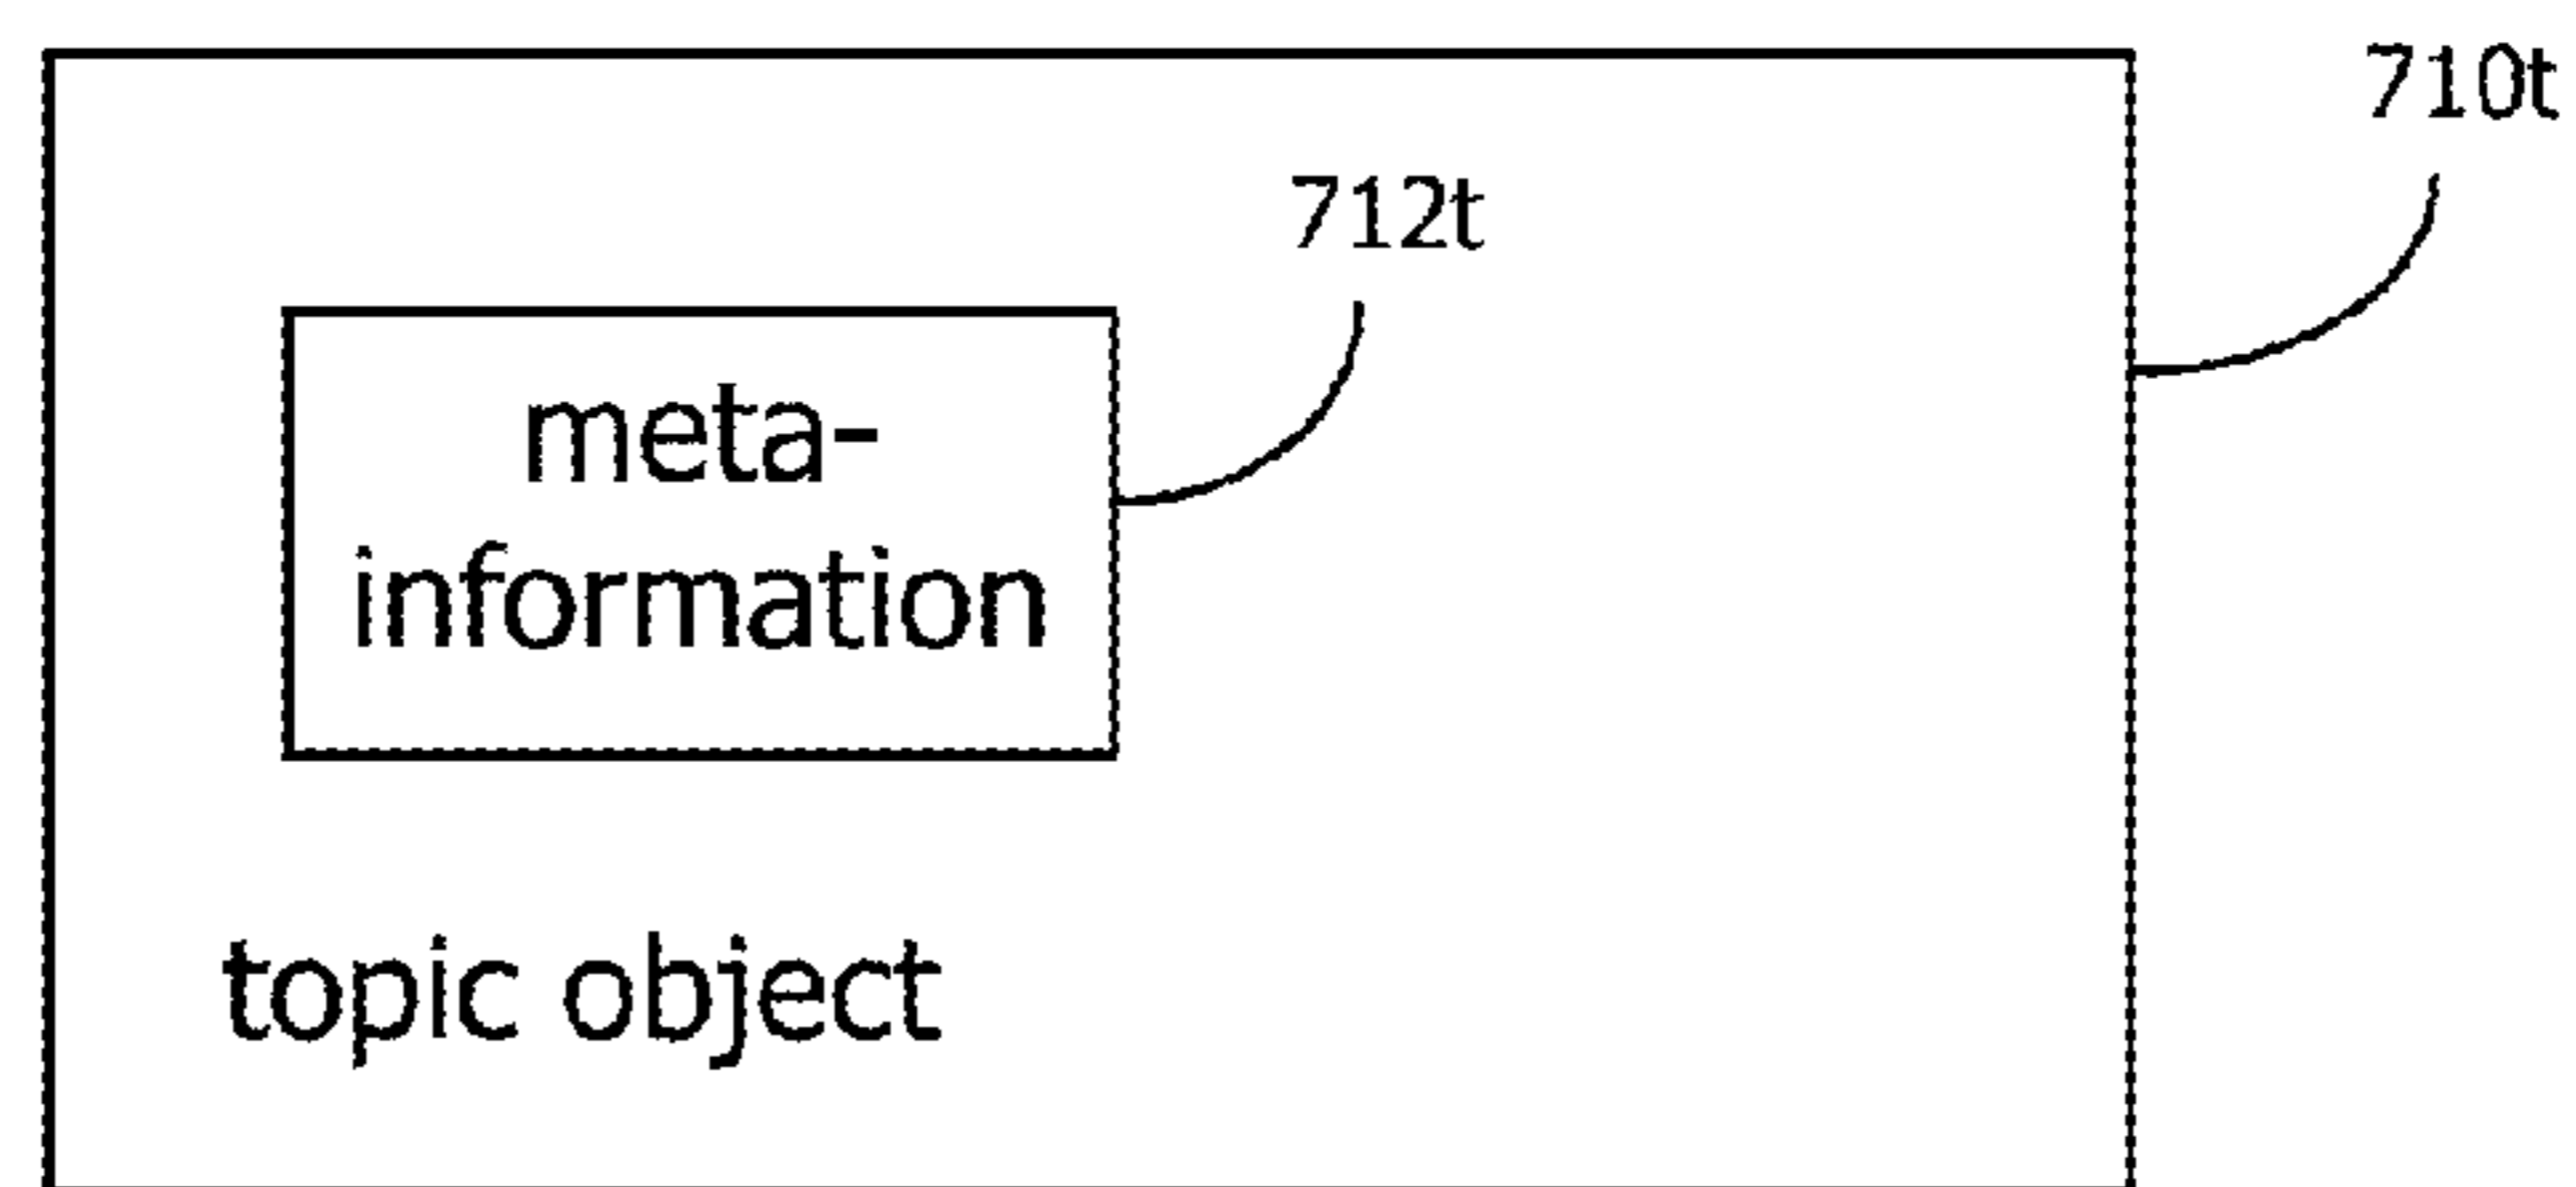 710t
712t
meta-
information
topic object